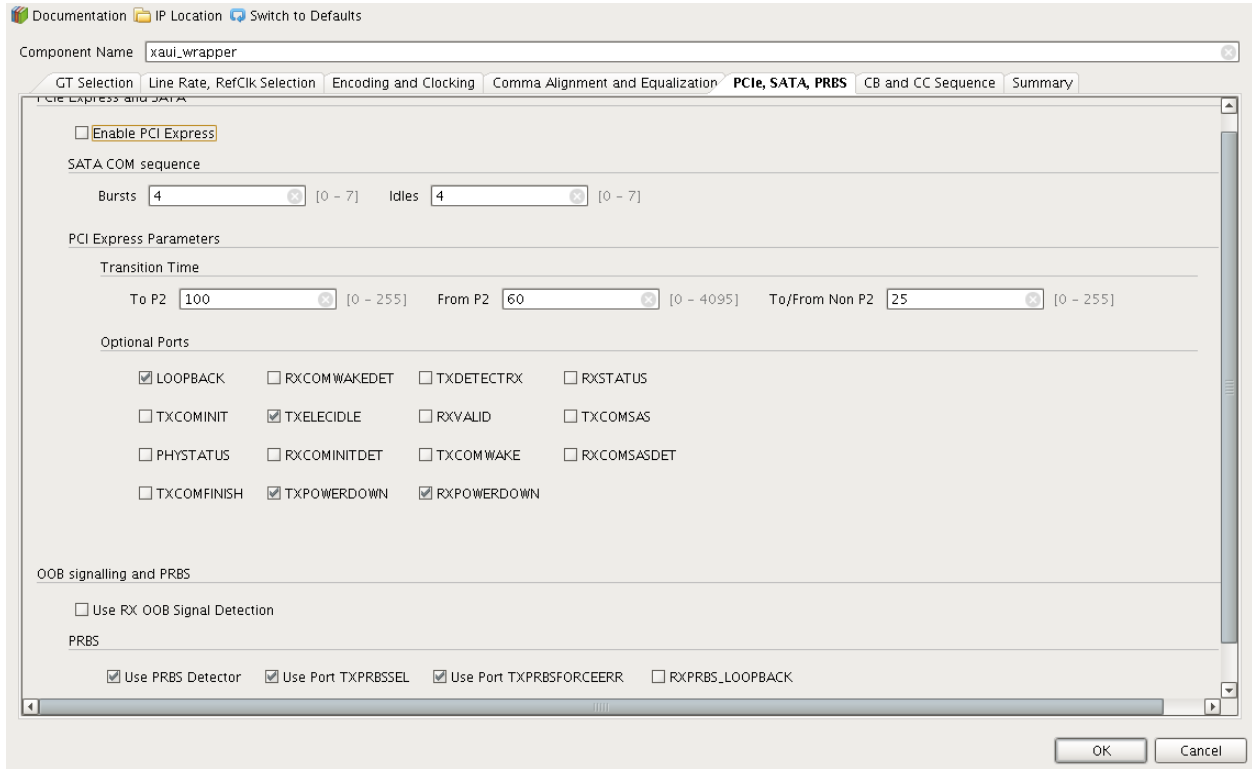 Documentation IP Location Switch to Defaults
Component Name xaui_wrapper
GT Selection Line Rate, RefClk Selection Encoding and Clocking Comma Alignment and Equalization PCIe, SATA, PRBS CB and CC Sequence Summary
PCIe Express and SATA
Enable PCI Express
SATA COM sequence
Bursts 4 [0 - 7] Idles 4 [0 - 7]
PCI Express Parameters
Transition Time
To P2 100 [0 - 255] From P2 60 [0 - 4095] To/From Non P2 25 [0 - 255]
Optional Ports
LOOPBACK RXCOMWAKEDET TXDETECTRX RXSTATUS
TXCOMINIT TXELECIDLE RXVALID TXCOMSAS
PHYSTATUS RXCOMINITDET TXCOMWAKE RXCOMSASDET
TXCOMFINISH TXPOWERDOWN RXPOWERDOWN
OOB signalling and PRBS
Use RX OOB Signal Detection
PRBS
Use PRBS Detector Use Port TXPRBSSEL Use Port TXPRBSFORCEERR RXPRBS_LOOPBACK
OK Cancel